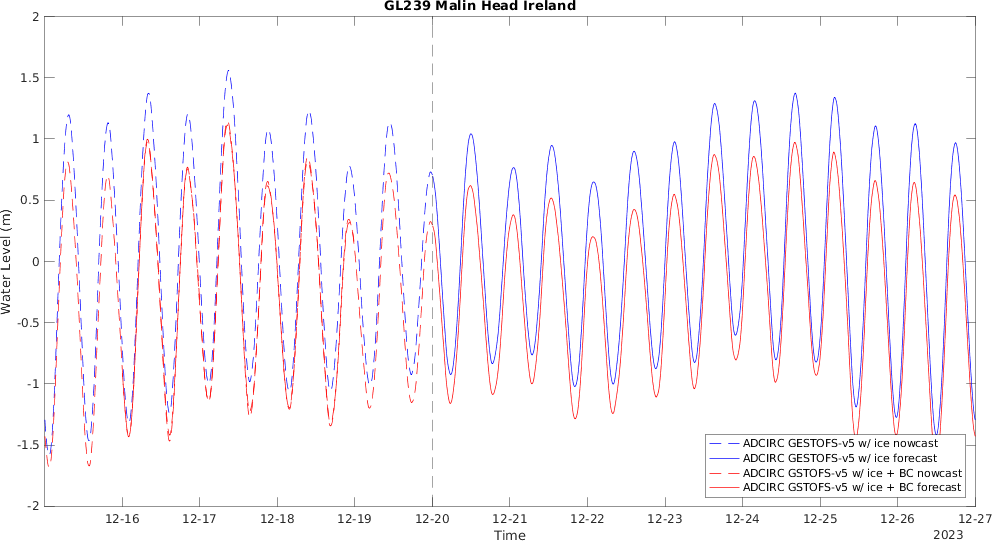 GL239 Malin Head Ireland
Water Level (m)
2
1.5
1
0.5
0
-0.5
-1
-1.5
-2
ADCIRC GESTOFS-v5 w/ ice nowcast
ADCIRC GESTOFS-v5 w/ ice forecast
ADCIRC GSTOFS-v5 w/ ice + BC nowcast
ADCIRC GSTOFS-v5 w/ ice + BC forecast
12-16 12-17 12-18 12-19 12-20 12-21 12-22 12-23 12-24 12-25 12-26 12-27
Time
2023